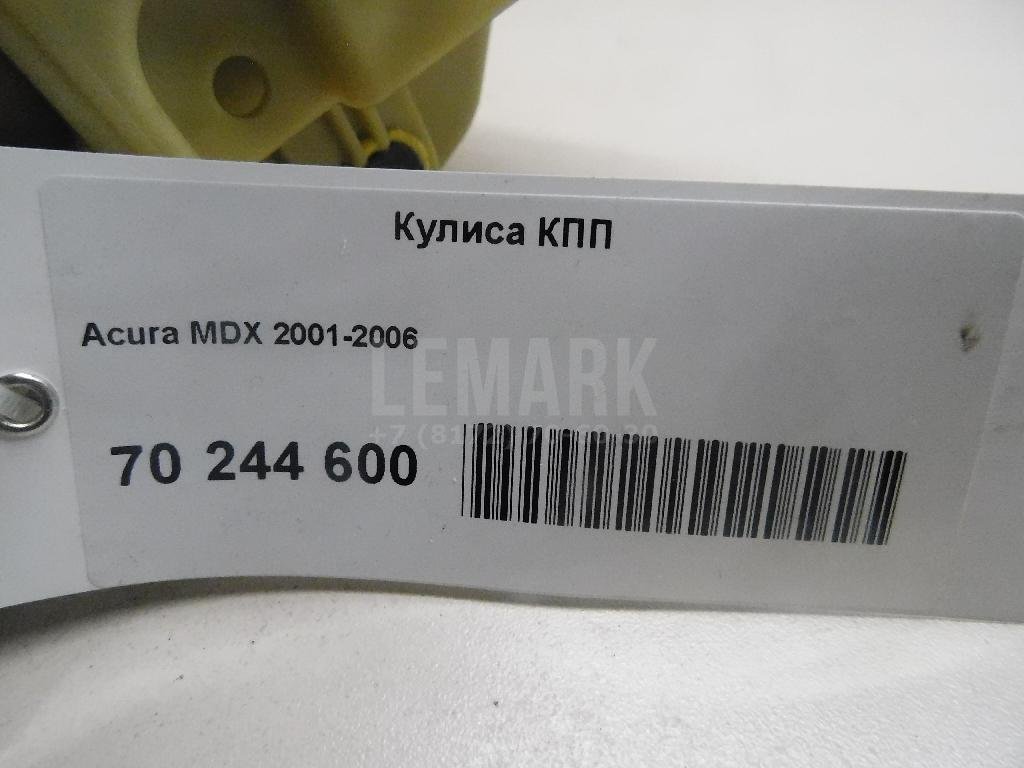 Кулиса КПП
Acura MDX 2001-2006
LEMARK
70 244 600